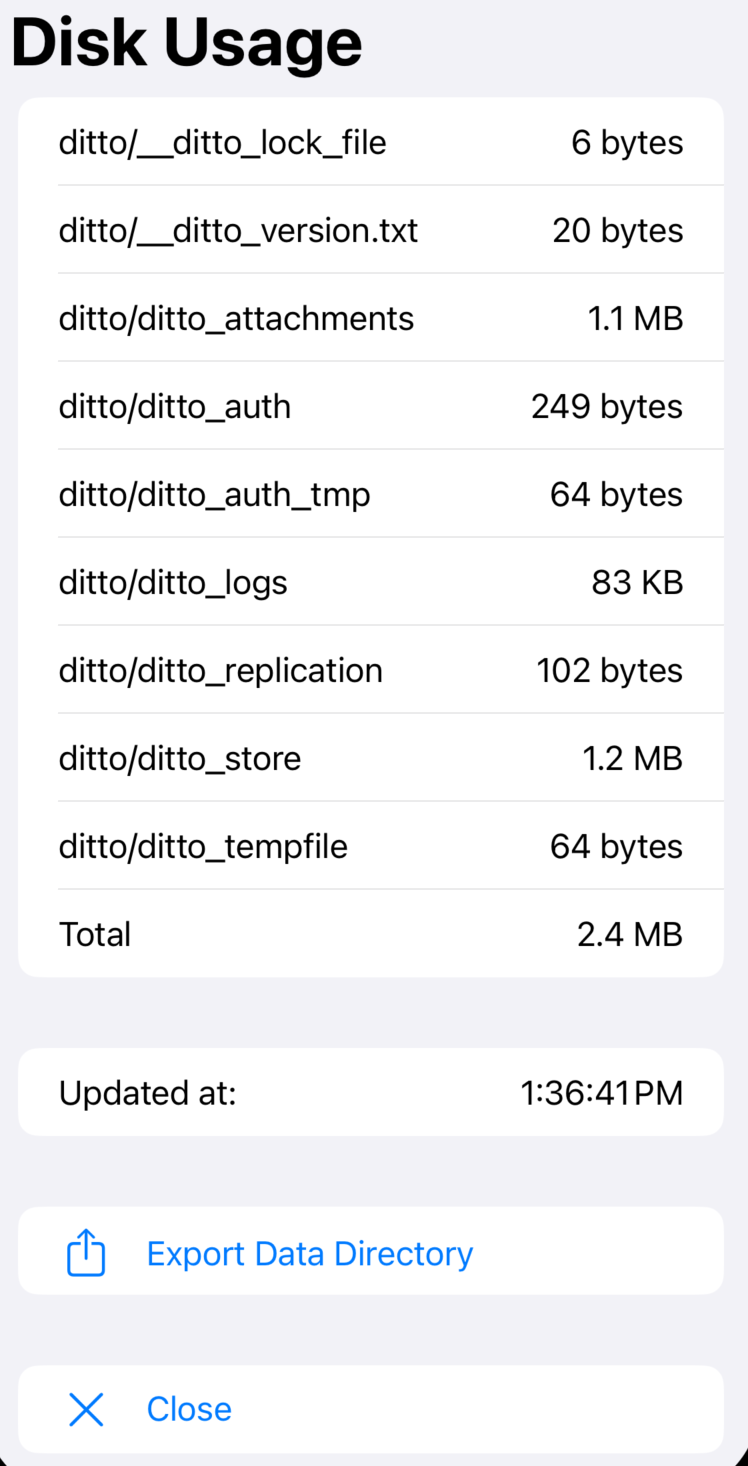 Disk Usage
ditto/__ditto_lock_file 6 bytes
ditto/__ditto_version.txt 20 bytes
ditto/ditto_attachments 1.1 MB
ditto/ditto_auth 249 bytes
ditto/ditto_auth_tmp 64 bytes
ditto/ditto_logs 83 KB
ditto/ditto_replication 102 bytes
ditto/ditto_store 1.2 MB
ditto/ditto_tempfile 64 bytes
Total 2.4 MB
Updated at: 1:36:41 PM
Export Data Directory
Close